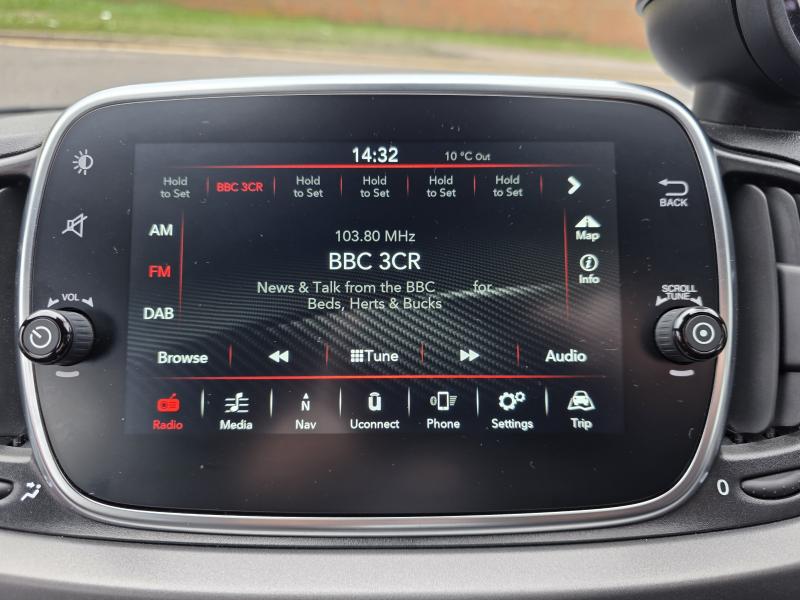 14:32 10 °C Out
Hold to Set BBC 3CR Hold to Set Hold to Set Hold to Set Hold to Set
AM
FM
DAB
103.80 MHz
BBC 3CR
News & Talk from the BBC for
Beds, Herts & Bucks
Map
i
Info
Browse Tune Audio
Radio Media N Nav u Uconnect Phone Settings Trip
VOL
BACK
SCROLL
TUNE
0